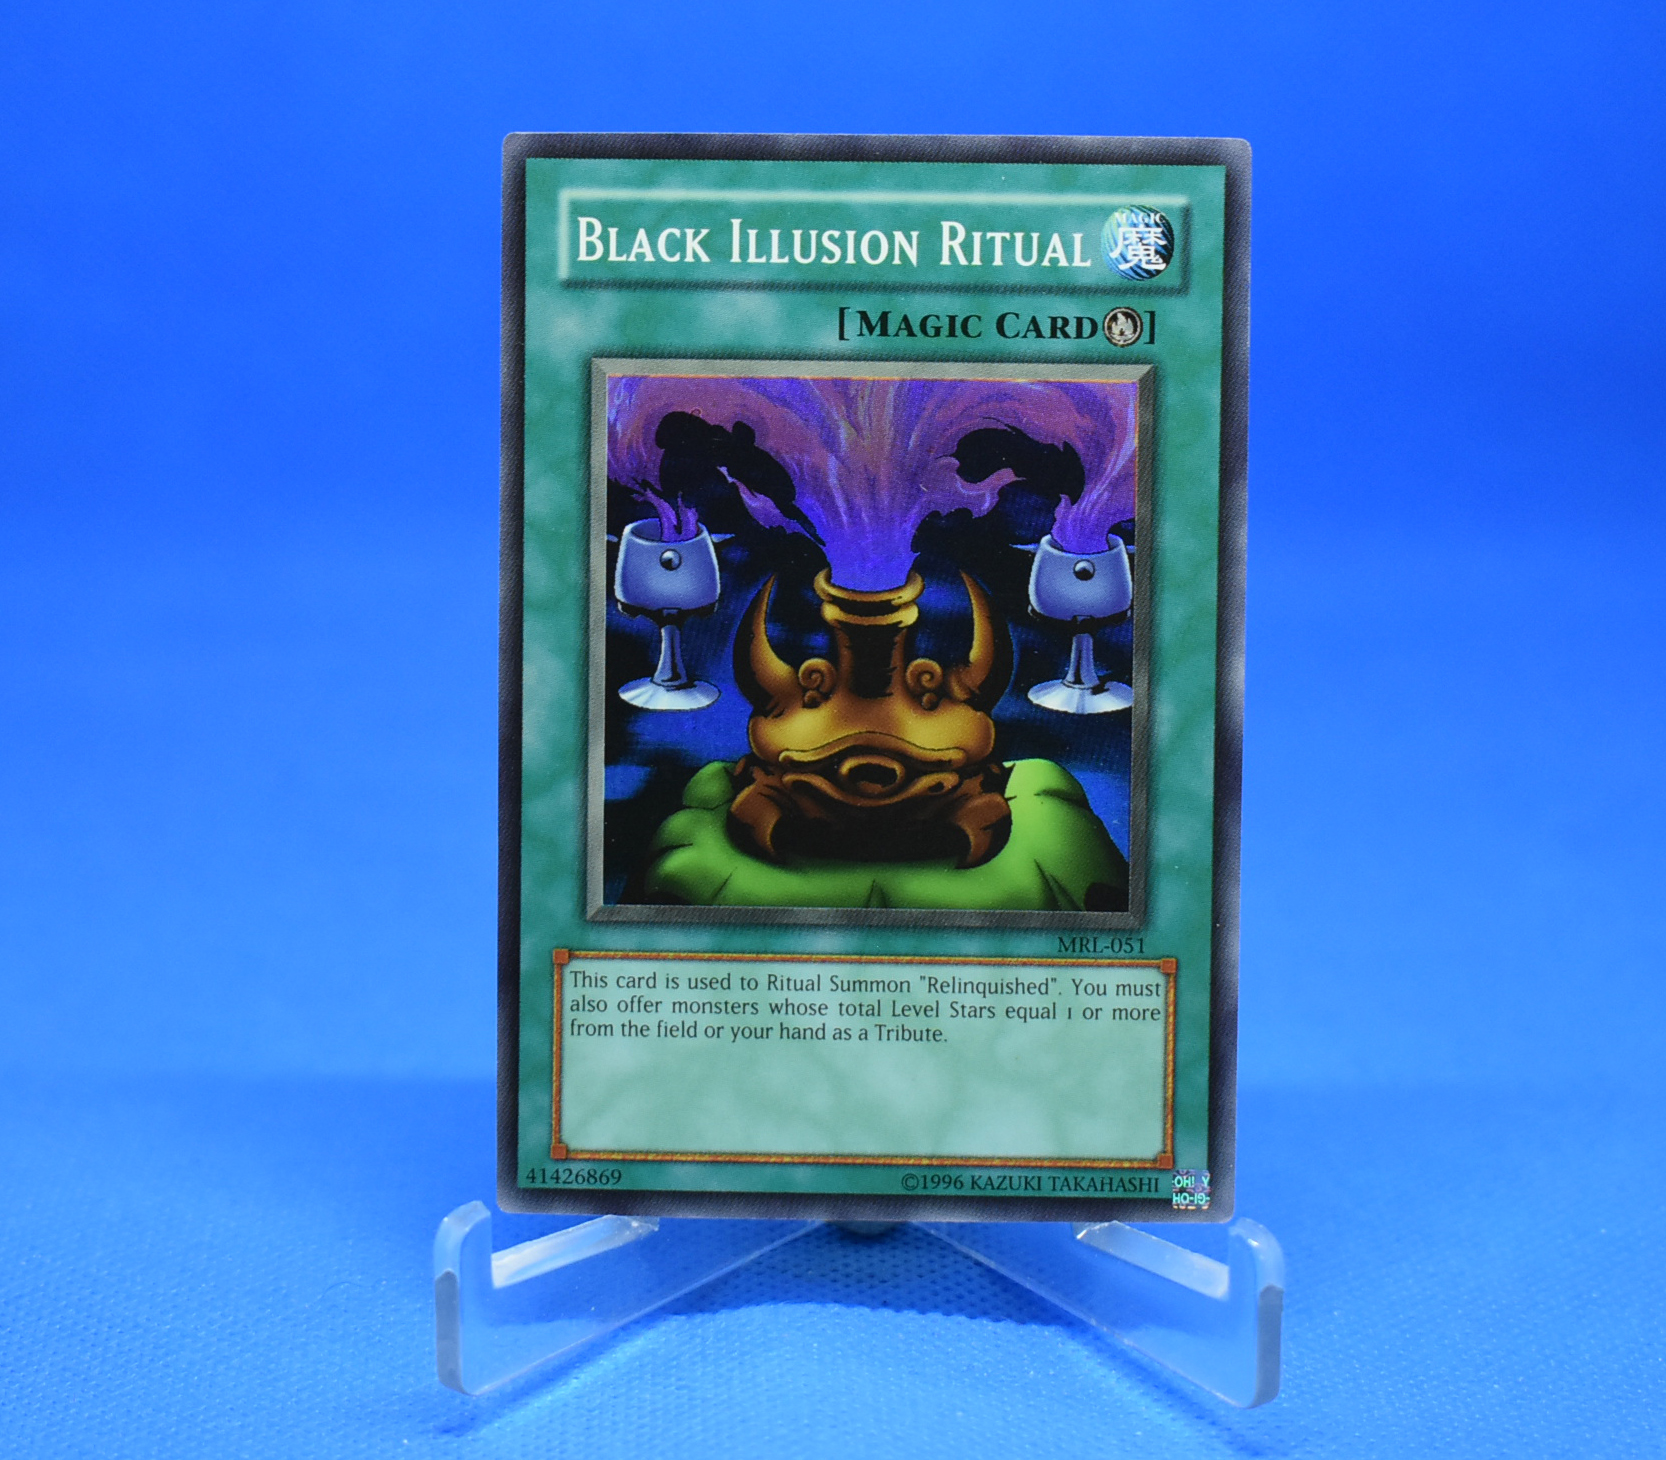 BLACK ILLUSION RITUAL
MAGIC
魔
[MAGIC CARD]
MRL-051
This card is used to Ritual Summon "Relinquished". You must
also offer monsters whose total Level Stars equal 1 or more
from the field or your hand as a Tribute.
41426869
©1996 KAZUKI TAKAHASHI